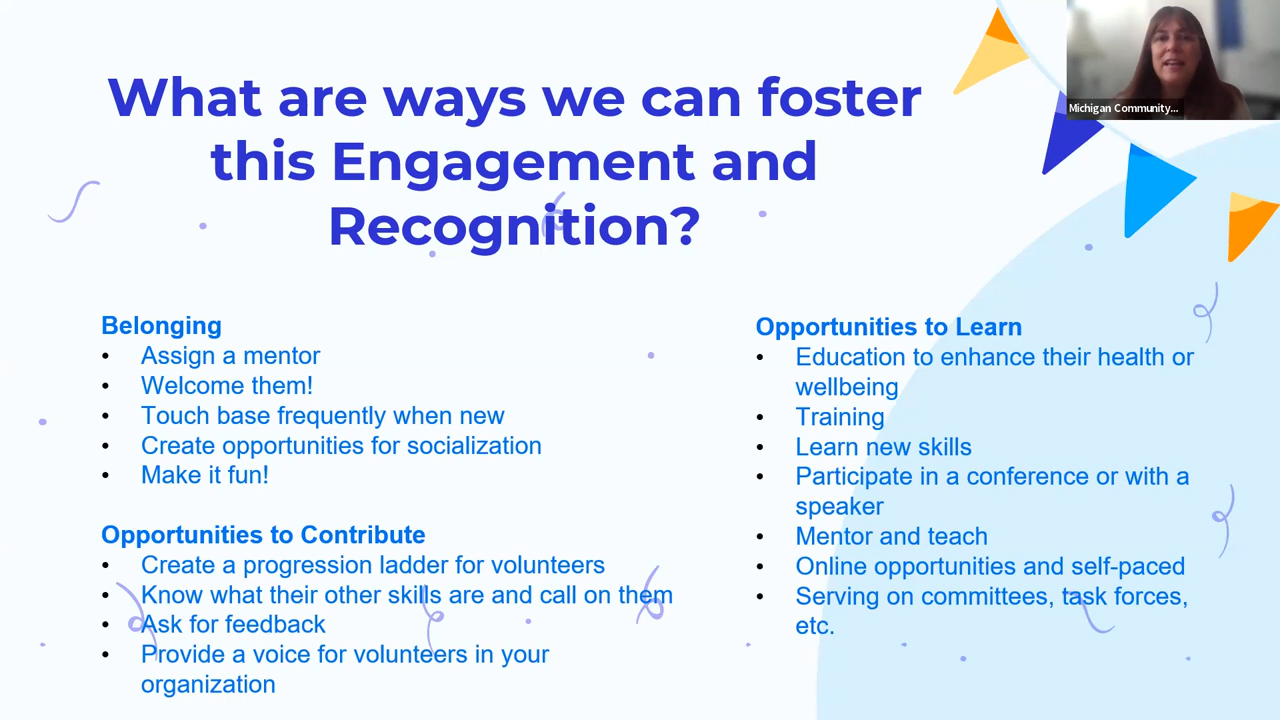 What are ways we can foster
this Engagement and
Recognition?
Michigan Community...
Belonging
• Assign a mentor
• Welcome them!
• Touch base frequently when new
• Create opportunities for socialization
• Make it fun!
Opportunities to Contribute
• Create a progression ladder for volunteers
• Know what their other skills are and call on them
• Ask for feedback
• Provide a voice for volunteers in your
organization
Opportunities to Learn
• Education to enhance their health or
wellbeing
• Training
• Learn new skills
• Participate in a conference or with a
speaker
• Mentor and teach
• Online opportunities and self-paced
• Serving on committees, task forces,
etc.